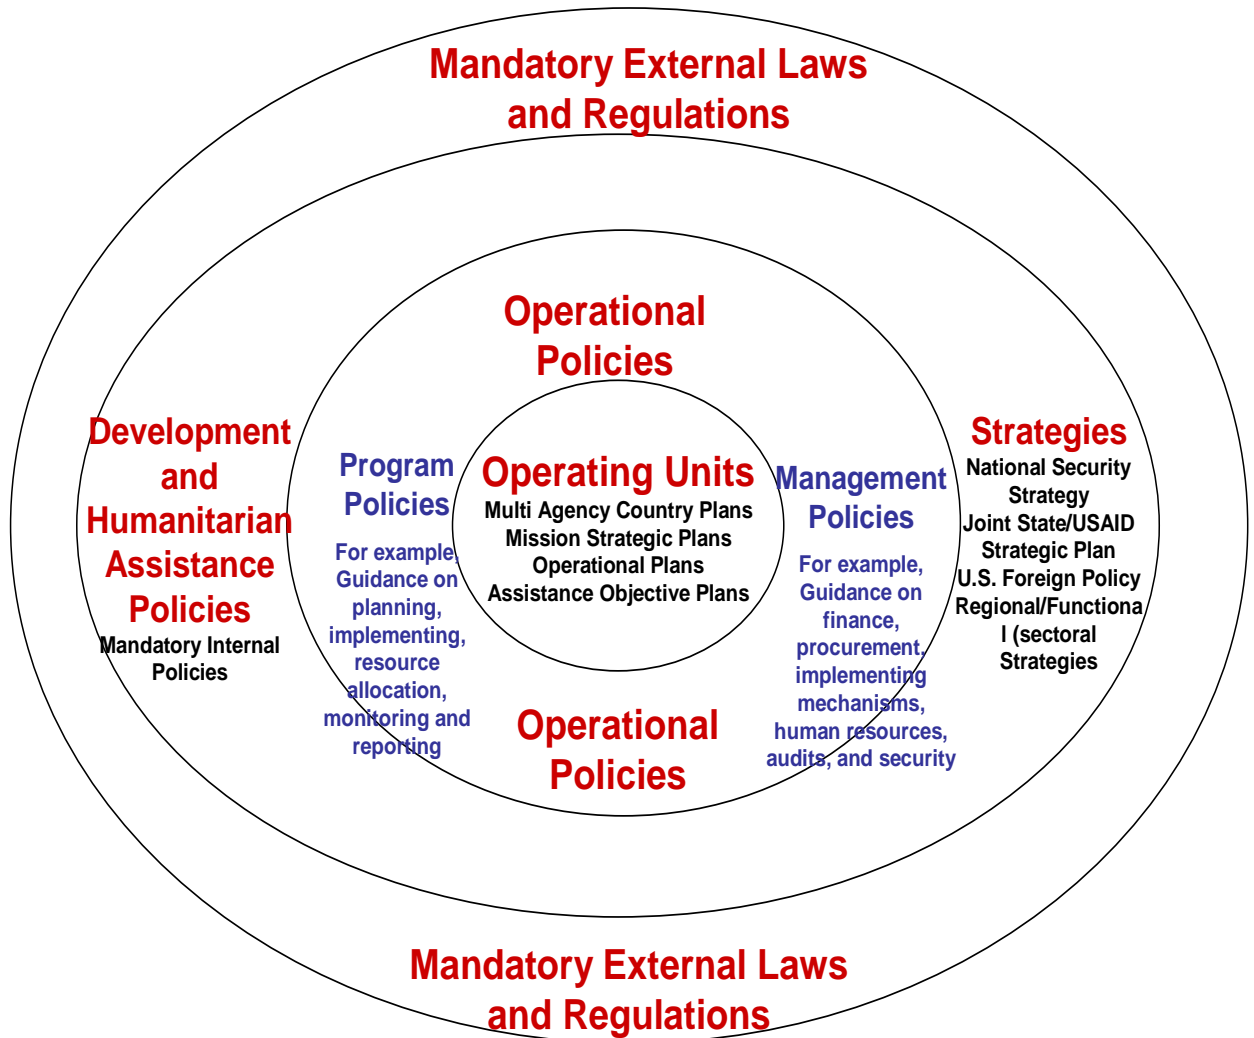 Mandatory External Laws
and Regulations
Operational
Policies
Development
and
Humanitarian
Assistance
Policies
Mandatory Internal
Policies
Program
Policies
For example,
Guidance on
planning,
implementing,
resource
allocation,
monitoring and
reporting
Operating Units
Multi Agency Country Plans
Mission Strategic Plans
Operational Plans
Assistance Objective Plans
Management
Policies
For example,
Guidance on
finance,
procurement,
implementing
mechanisms,
human resources,
audits, and security
Strategies
National Security
Strategy
Joint State/USAID
Strategic Plan
U.S. Foreign Policy
Regional/Functiona
l (sectoral
Strategies
Operational
Policies
Mandatory External Laws
and Regulations